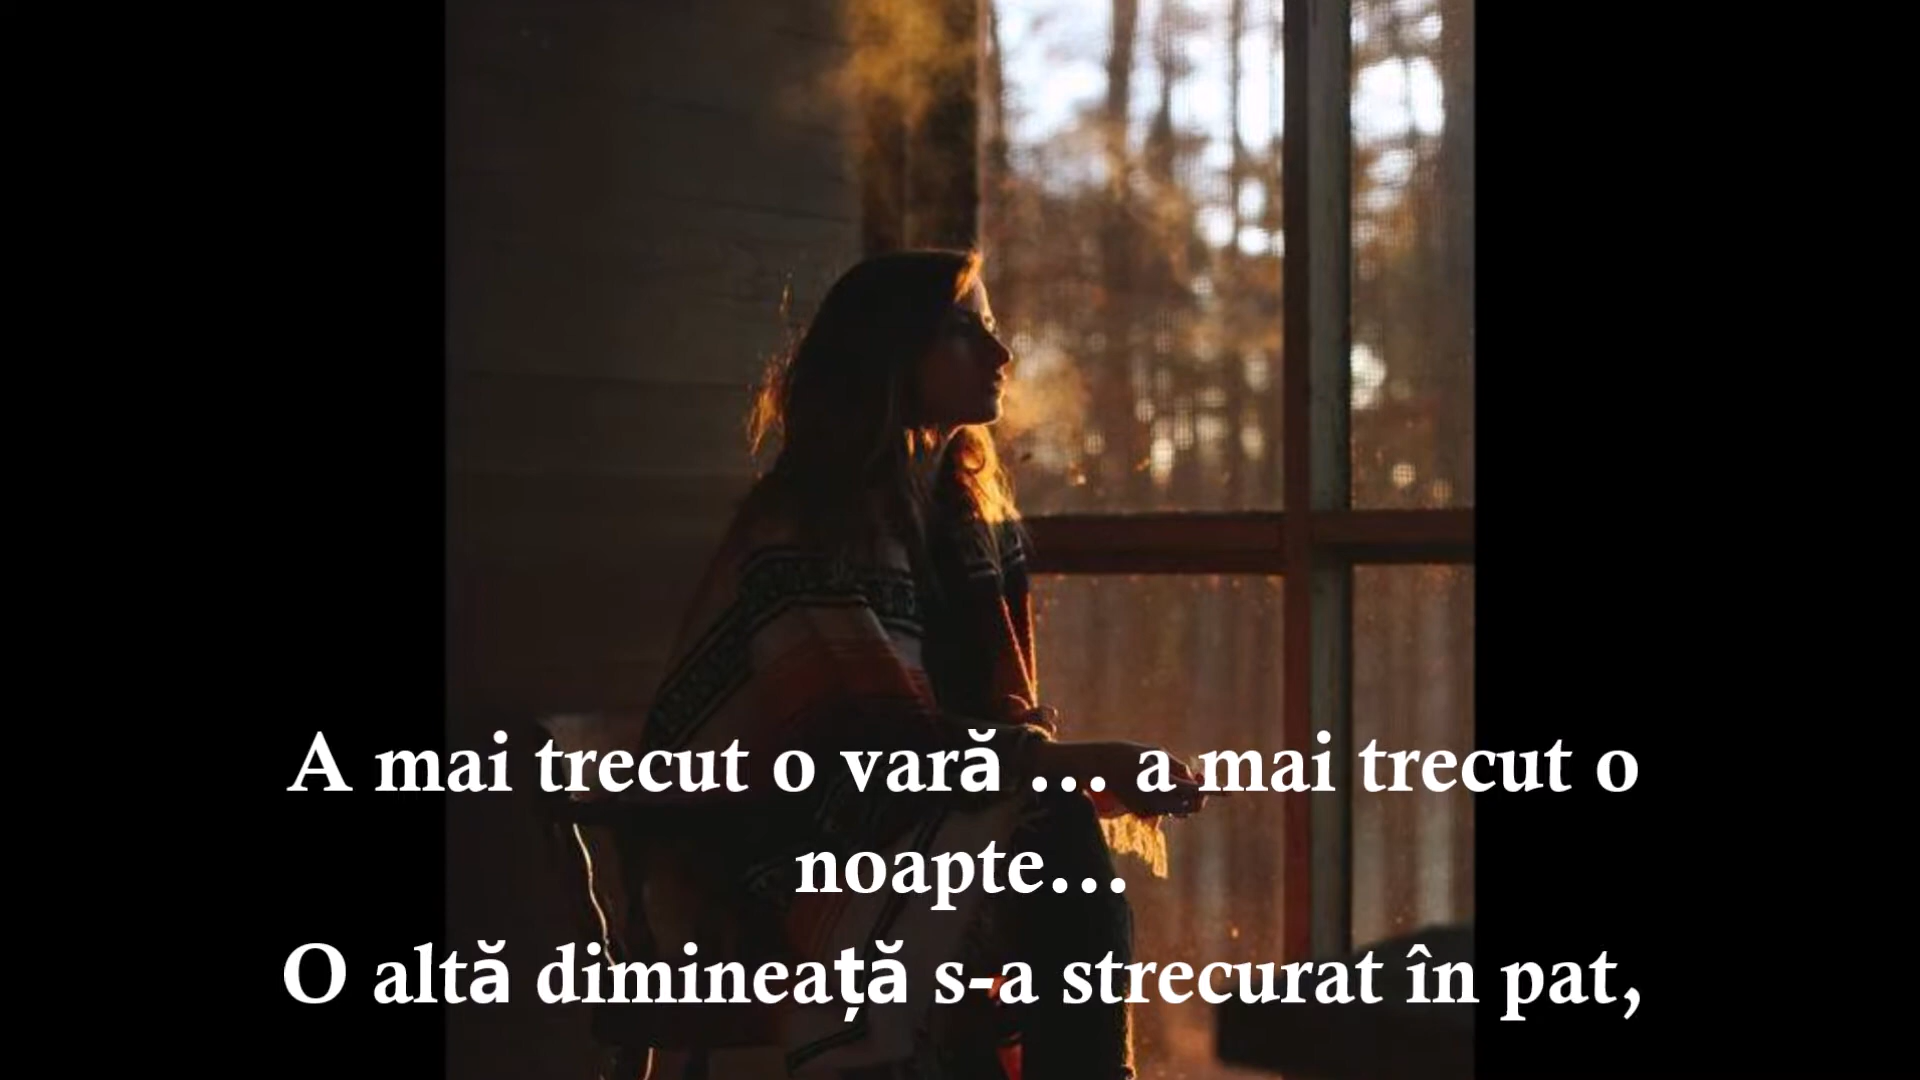 A mai trecut o vară ... a mai trecut o
noapte...
O altă dimineață s-a strecurat în pat,